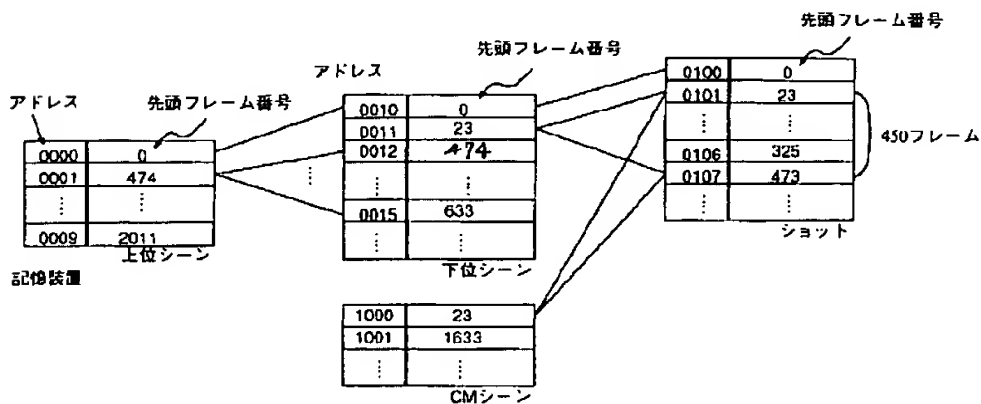 アドレス
先頭フレーム番号
0000 0
0001 474
⋮ ⋮
0009 2011
上位シーン
記憶装置
⋮
アドレス
先頭フレーム番号
0010 0
0011 23
0012 474
⋮ ⋮
0015 633
⋮ ⋮
下位シーン
1000 23
1001 1633
⋮ ⋮
CMシーン
先頭フレーム番号
0100 0
0101 23
⋮ ⋮
0106 325
0107 473
⋮ ⋮
ショット
450フレーム